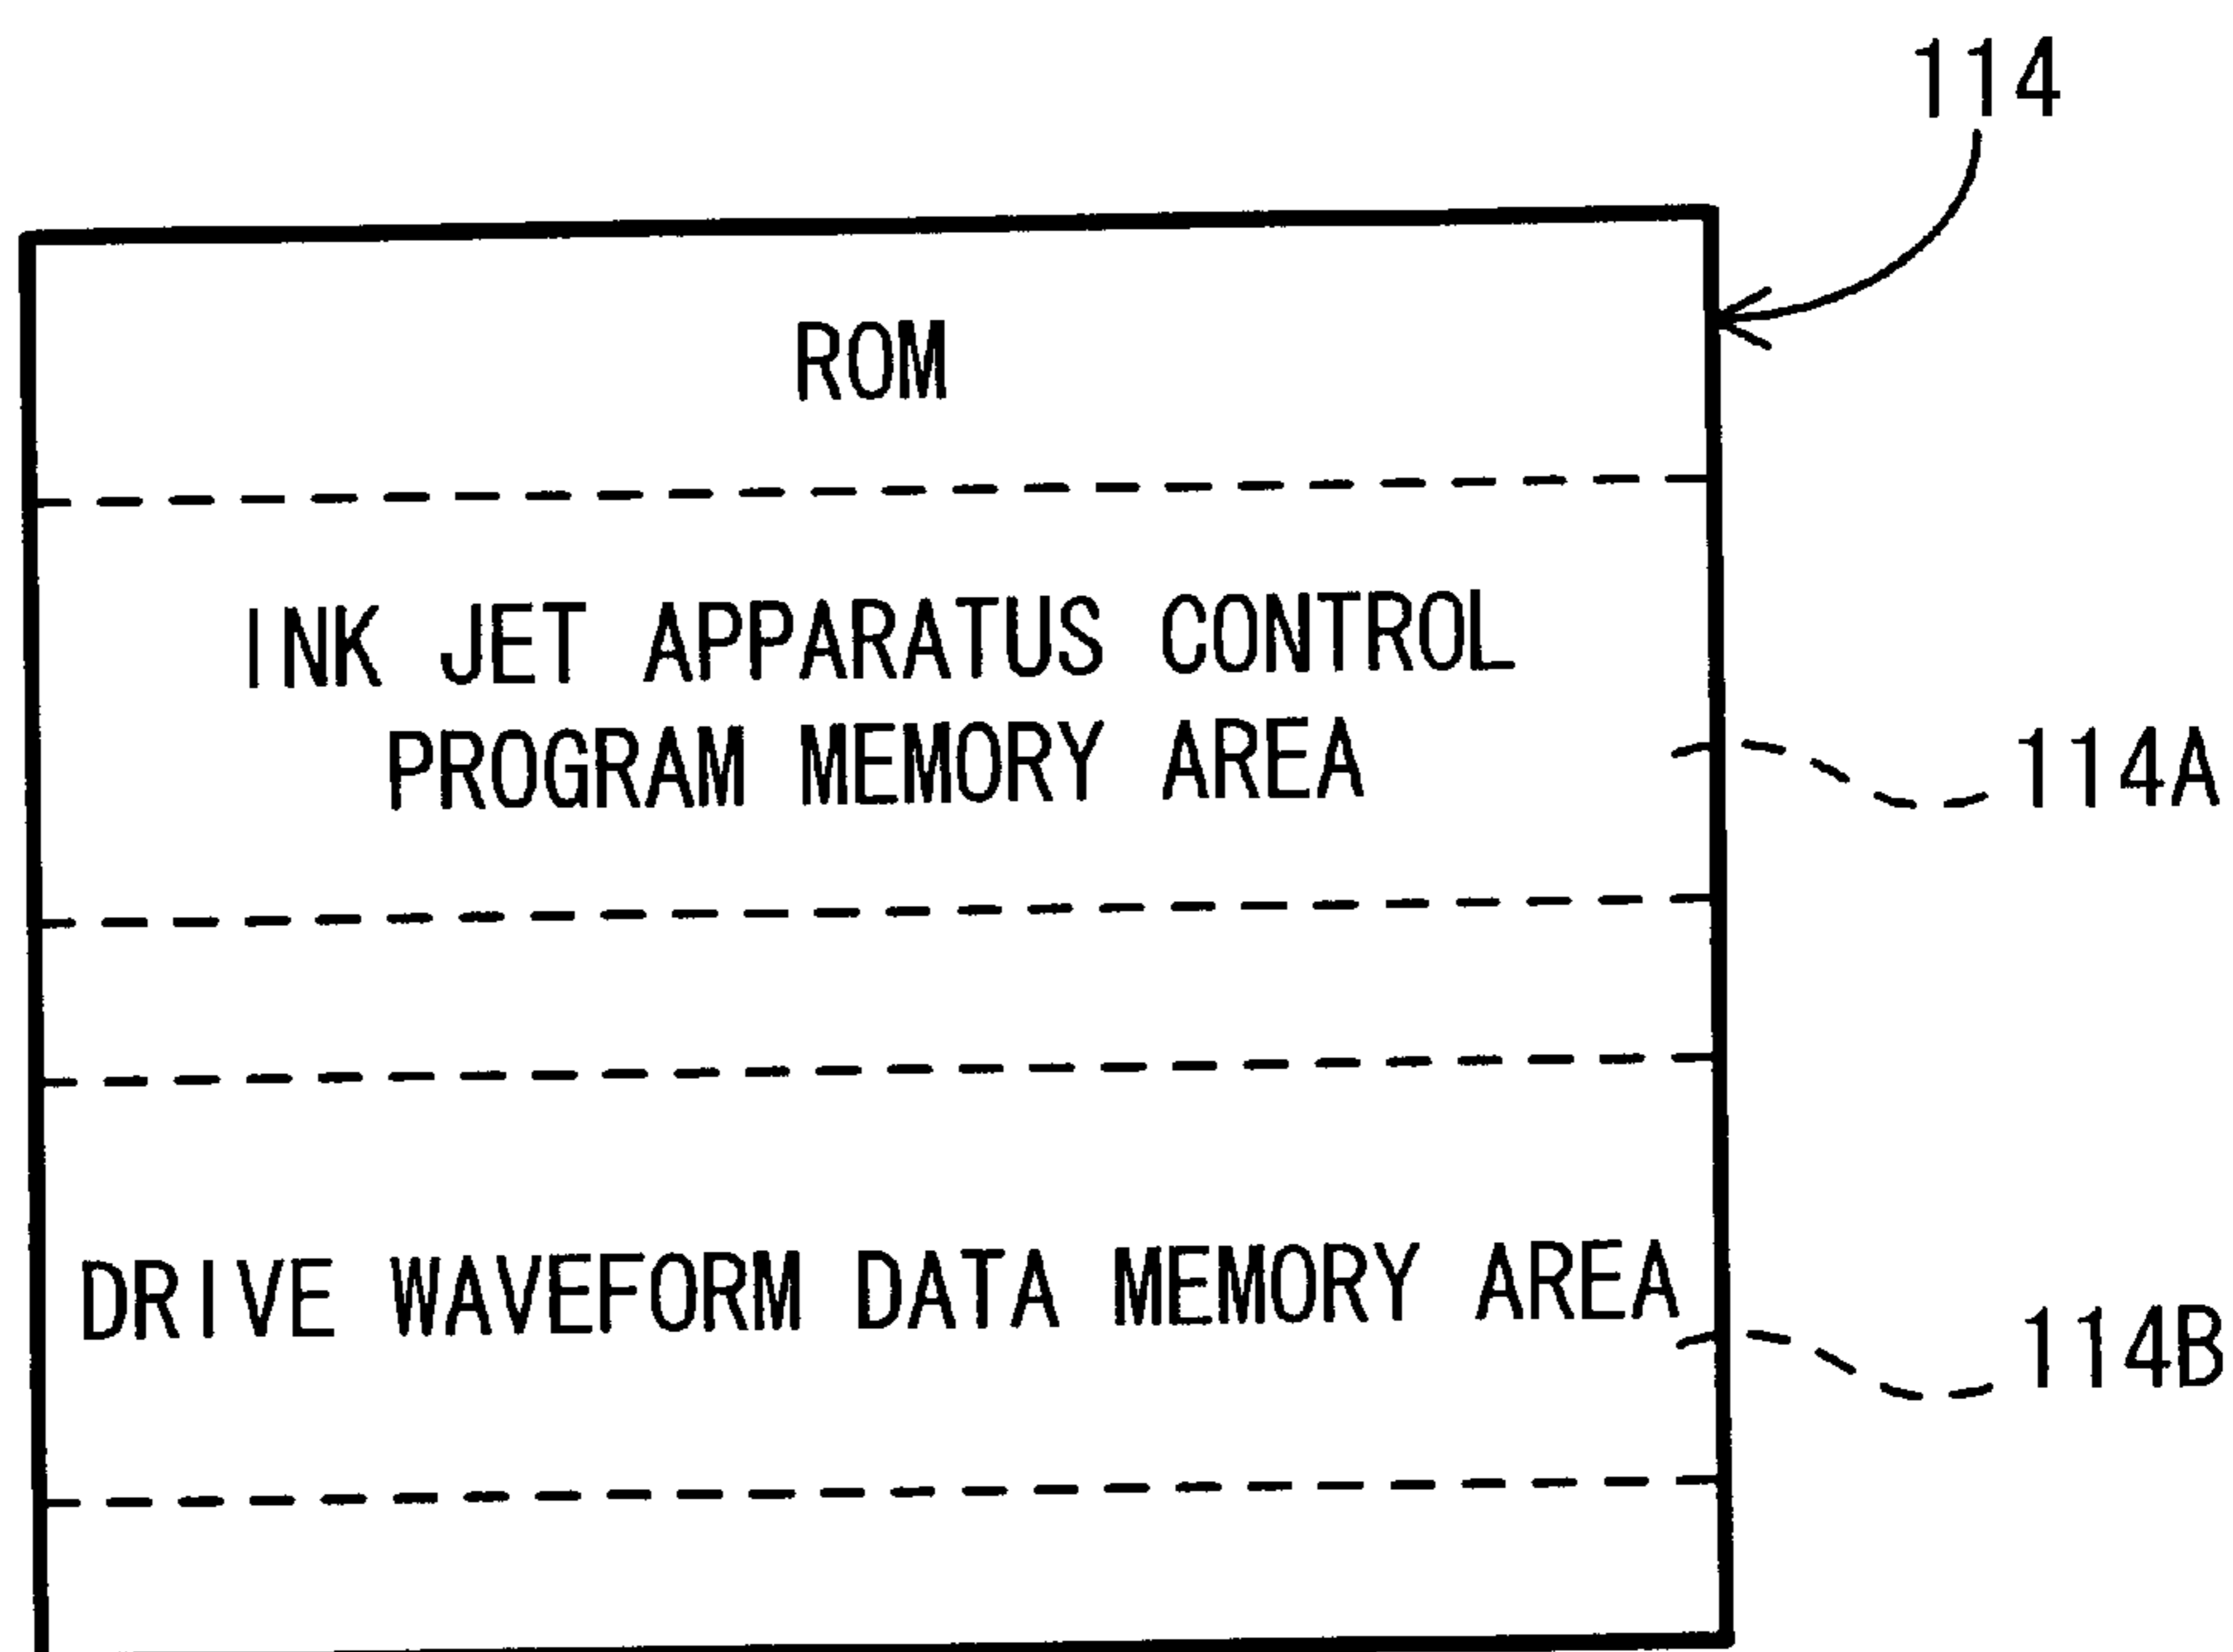 114
ROM
INK JET APPARATUS CONTROL
PROGRAM MEMORY AREA
114A
DRIVE WAVEFORM DATA MEMORY AREA
114B